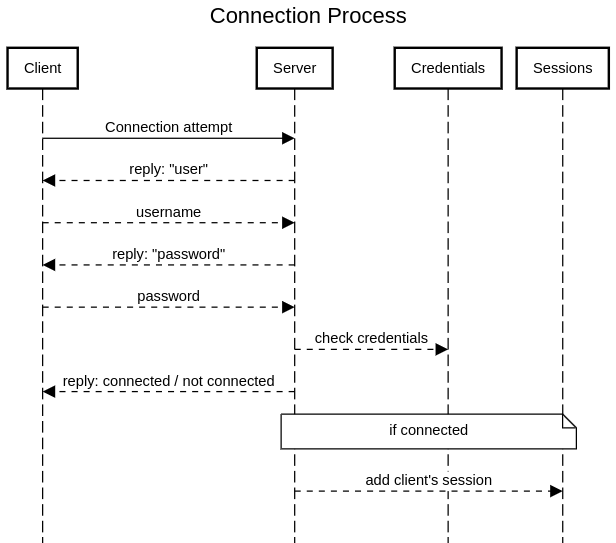 Connection Process
Client
Server
Credentials
Sessions
Connection attempt
reply: "user"
username
reply: "password"
password
check credentials
reply: connected / not connected
if connected
add client's session